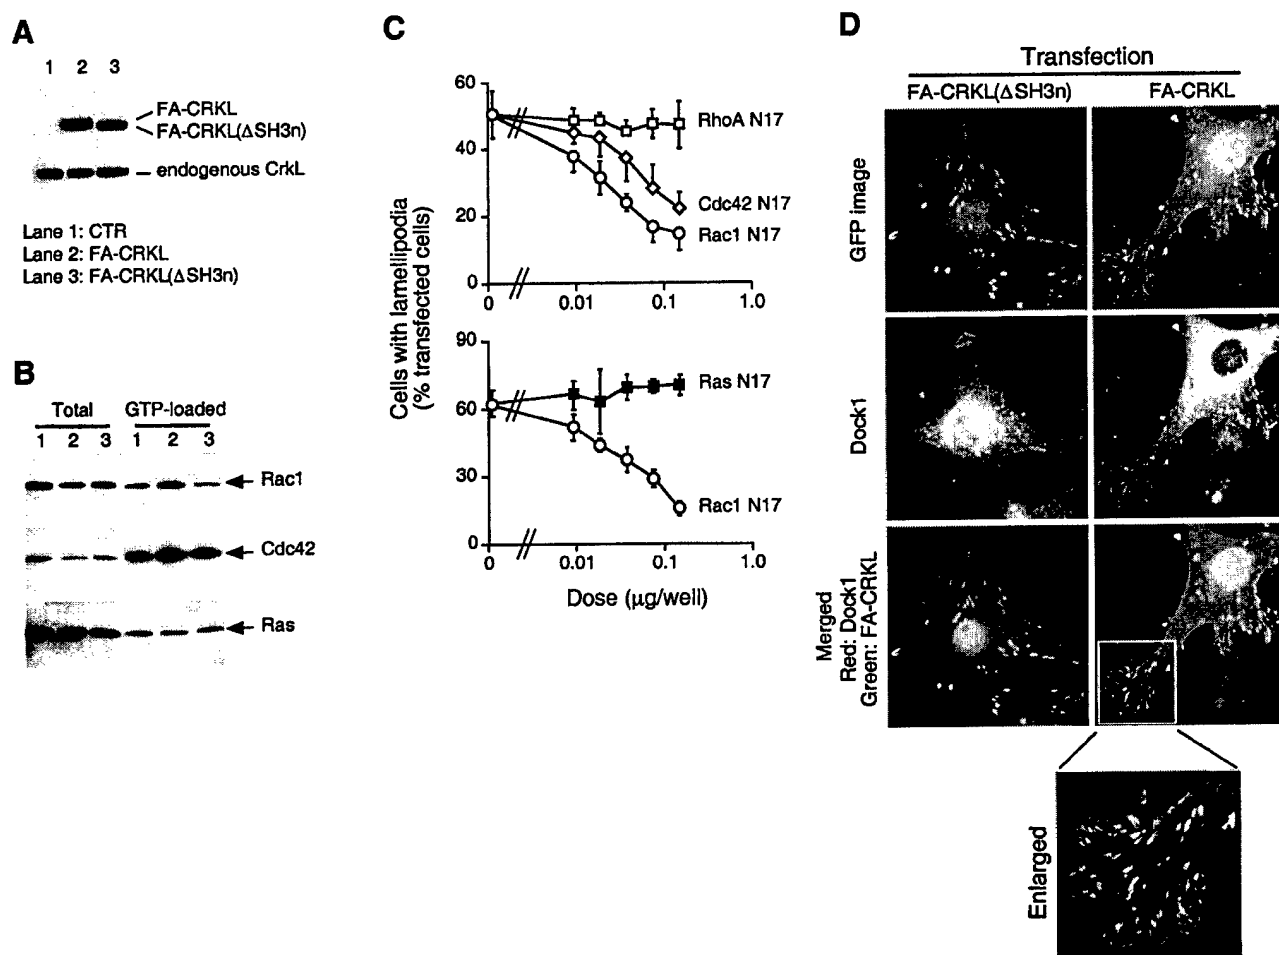 A
1 2 3
FA-CRKL
FA-CRKL(ΔSH3n)
endogenous CrkL
Lane 1: CTR
Lane 2: FA-CRKL
Lane 3: FA-CRKL(ΔSH3n)
B
Total GTP-loaded
1 2 3 1 2 3
Rac1
Cdc42
Ras
C
Cells with lamellipodia
(% transfected cells)
60
40
20
0
RhoA N17
Cdc42 N17
Rac1 N17
0 0.01 0.1 1.0
90
60
30
0
Ras N17
Rac1 N17
0 0.01 0.1 1.0
Dose (μg/well)
D
Transfection
FA-CRKL(ΔSH3n) FA-CRKL
GFP image
Dock1
Merged
Red: Dock1
Green: FA-CRKL
Enlarged